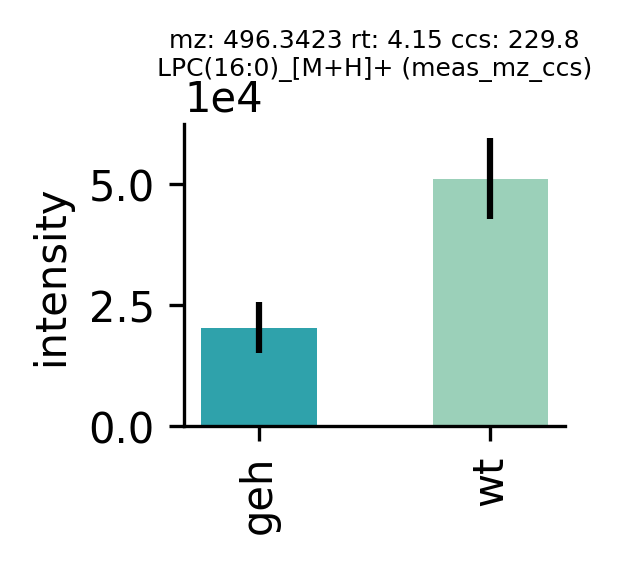 mz: 496.3423 rt: 4.15 ccs: 229.8
LPC(16:0)_[M+H]+ (meas_mz_ccs)
1e4
intensity
5.0
2.5
0.0
geh
wt